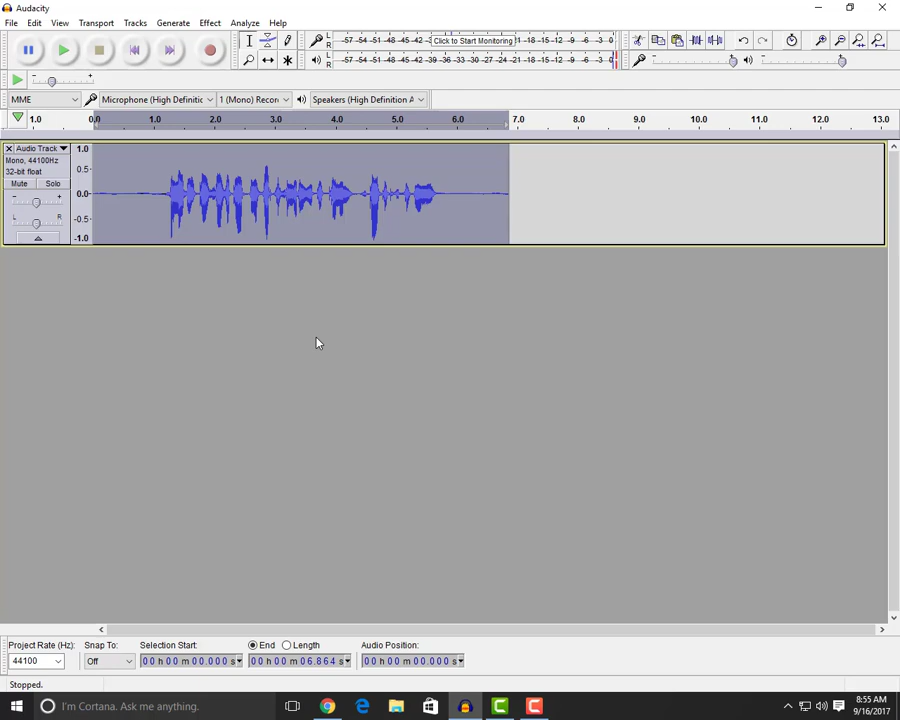 Audacity
File Edit View Transport Tracks Generate Effect Analyze Help
L
R
-57 -54 -51 -48 -45 -42 -3 Click to Start Monitoring 1 -18 -15 -12 -9 -6 -3 0
L
R
-57 -54 -51 -48 -45 -42 -39 -36 -33 -30 -27 -24 -21 -18 -15 -12 -9 -6 -3 0
- +
- +
- +
MME Microphone (High Definitic 1 (Mono) Recor Speakers (High Definition A
1.0 0.0 1.0 2.0 3.0 4.0 5.0 6.0 7.0 8.0 9.0 10.0 11.0 12.0 13.0
Audio Track
Mono, 44100Hz
32-bit float
Mute Solo
- +
L R
1.0
0.5
0.0
-0.5
-1.0
Project Rate (Hz): Snap To: Selection Start: End Length Audio Position:
44100 Off 00 h 00 m 00.000 s 00 h 00 m 06.864 s 00 h 00 m 00.000 s
Stopped.
I'm Cortana. Ask me anything.
8:55 AM
9/16/2017